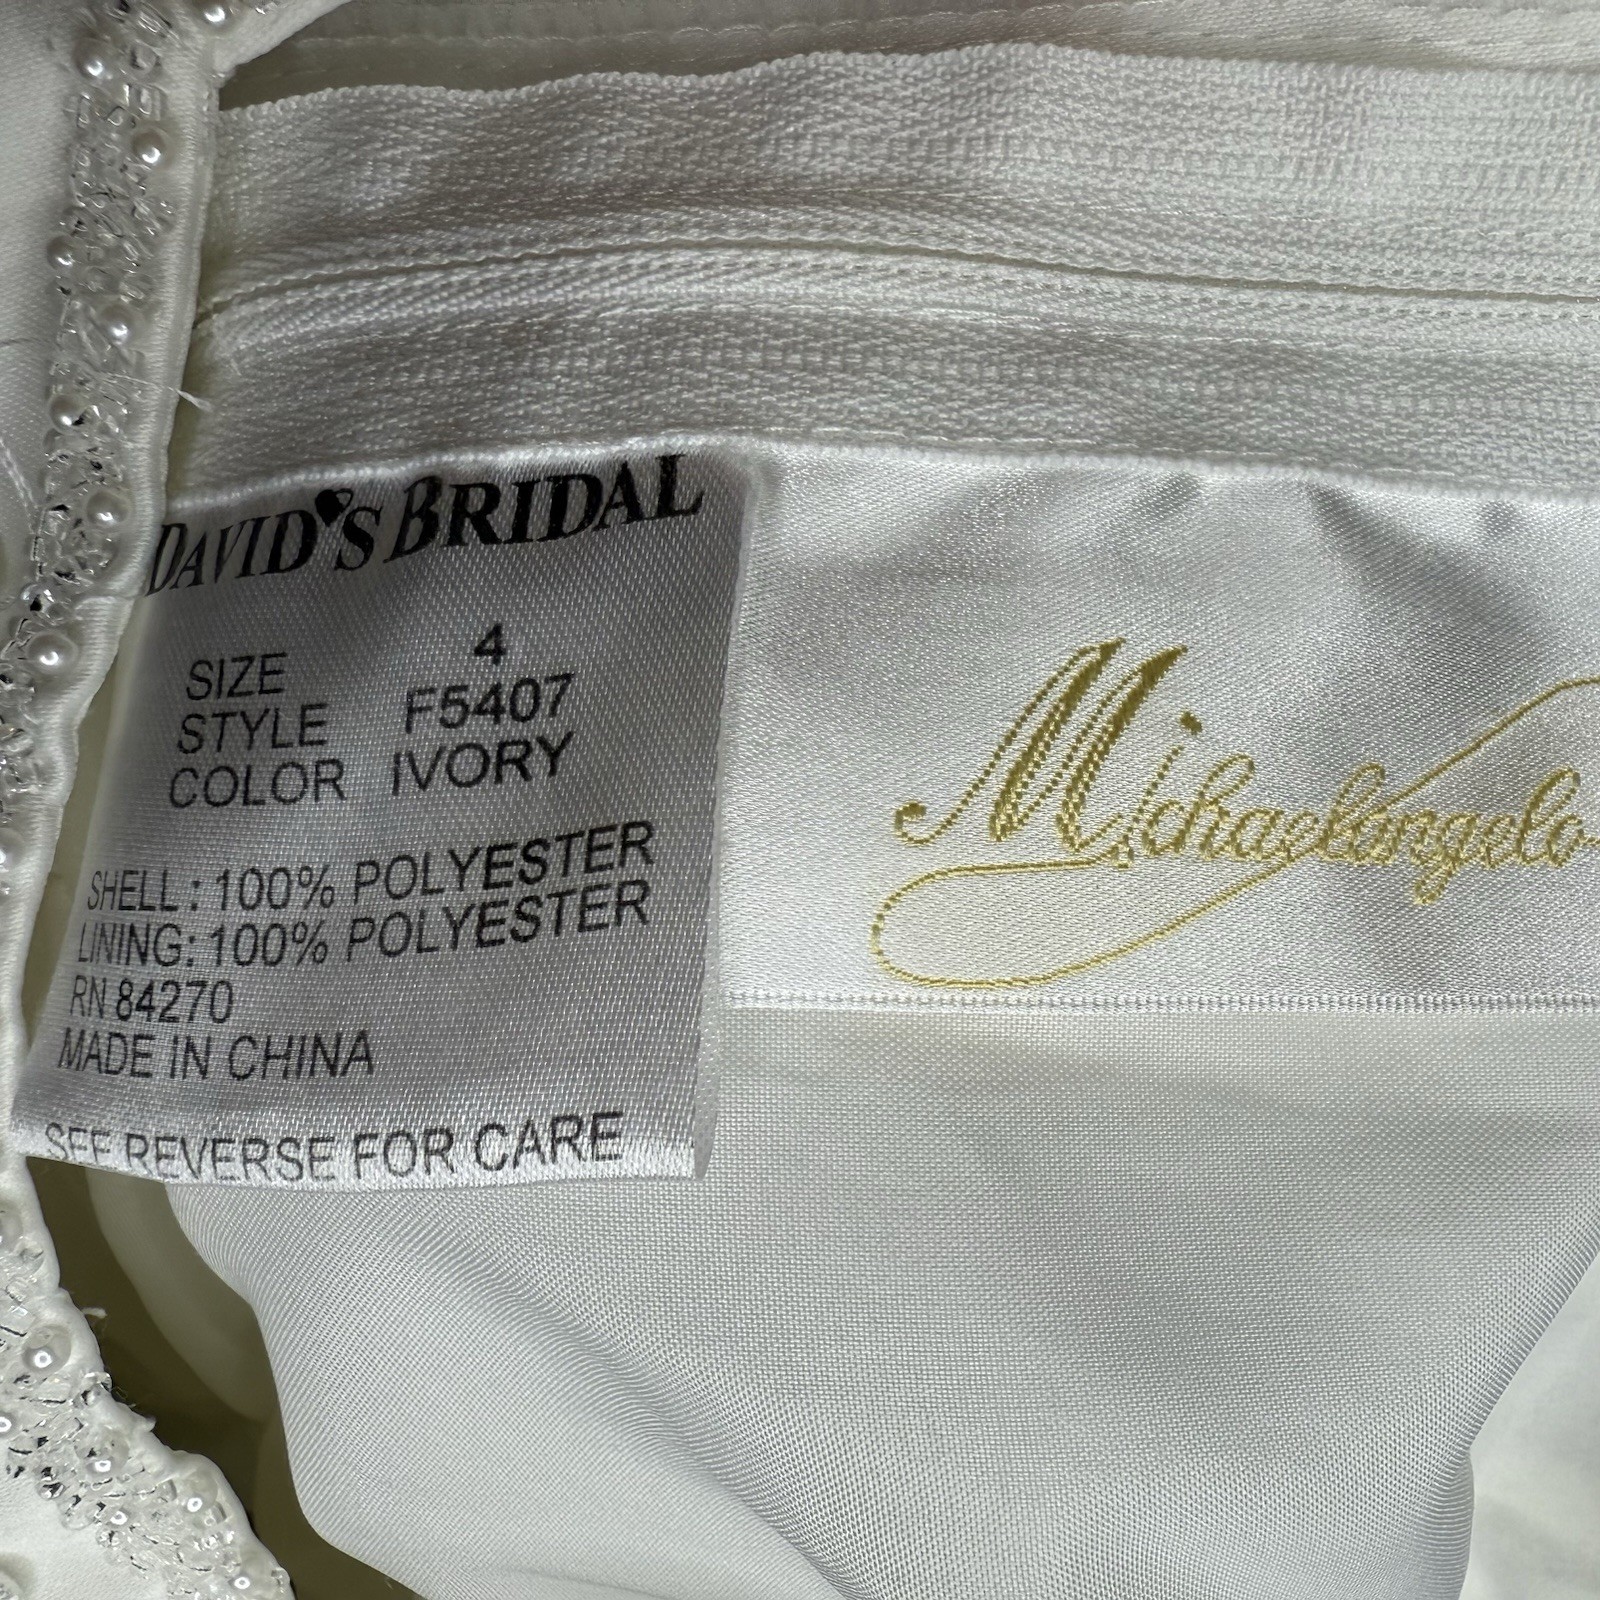 DAVID'S BRIDAL
SIZE 4
STYLE F5407
COLOR IVORY
SHELL: 100% POLYESTER
LINING: 100% POLYESTER
RN 84270
MADE IN CHINA
SEE REVERSE FOR CARE
Michaelangelo